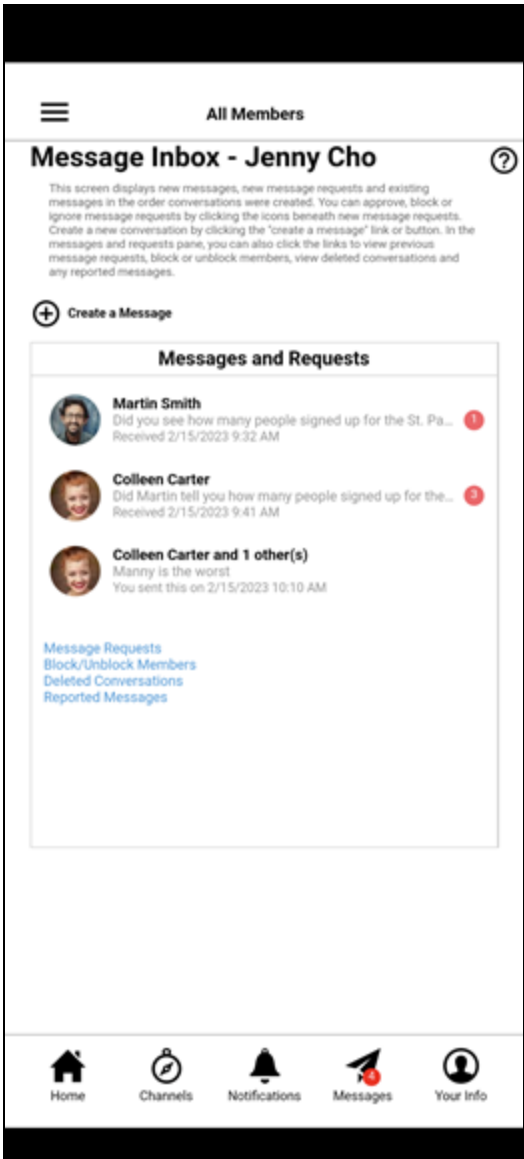 All Members
Message Inbox - Jenny Cho
?
This screen displays new messages, new message requests and existing
messages in the order conversations were created. You can approve, block or
ignore message requests by clicking the icons beneath new message requests.
Create a new conversation by clicking the "create a message" link or button. In the
messages and requests pane, you can also click the links to view previous
message requests, block or unblock members, view deleted conversations and
any reported messages.
Create a Message
Messages and Requests
Martin Smith
Did you see how many people signed up for the St. Pa... 1
Received 2/15/2023 9:32 AM
Colleen Carter
Did Martin tell you how many people signed up for the... 3
Received 2/15/2023 9:41 AM
Colleen Carter and 1 other(s)
Manny is the worst
You sent this on 2/15/2023 10:10 AM
Message Requests
Block/Unblock Members
Deleted Conversations
Reported Messages
4
Home Channels Notifications Messages Your Info